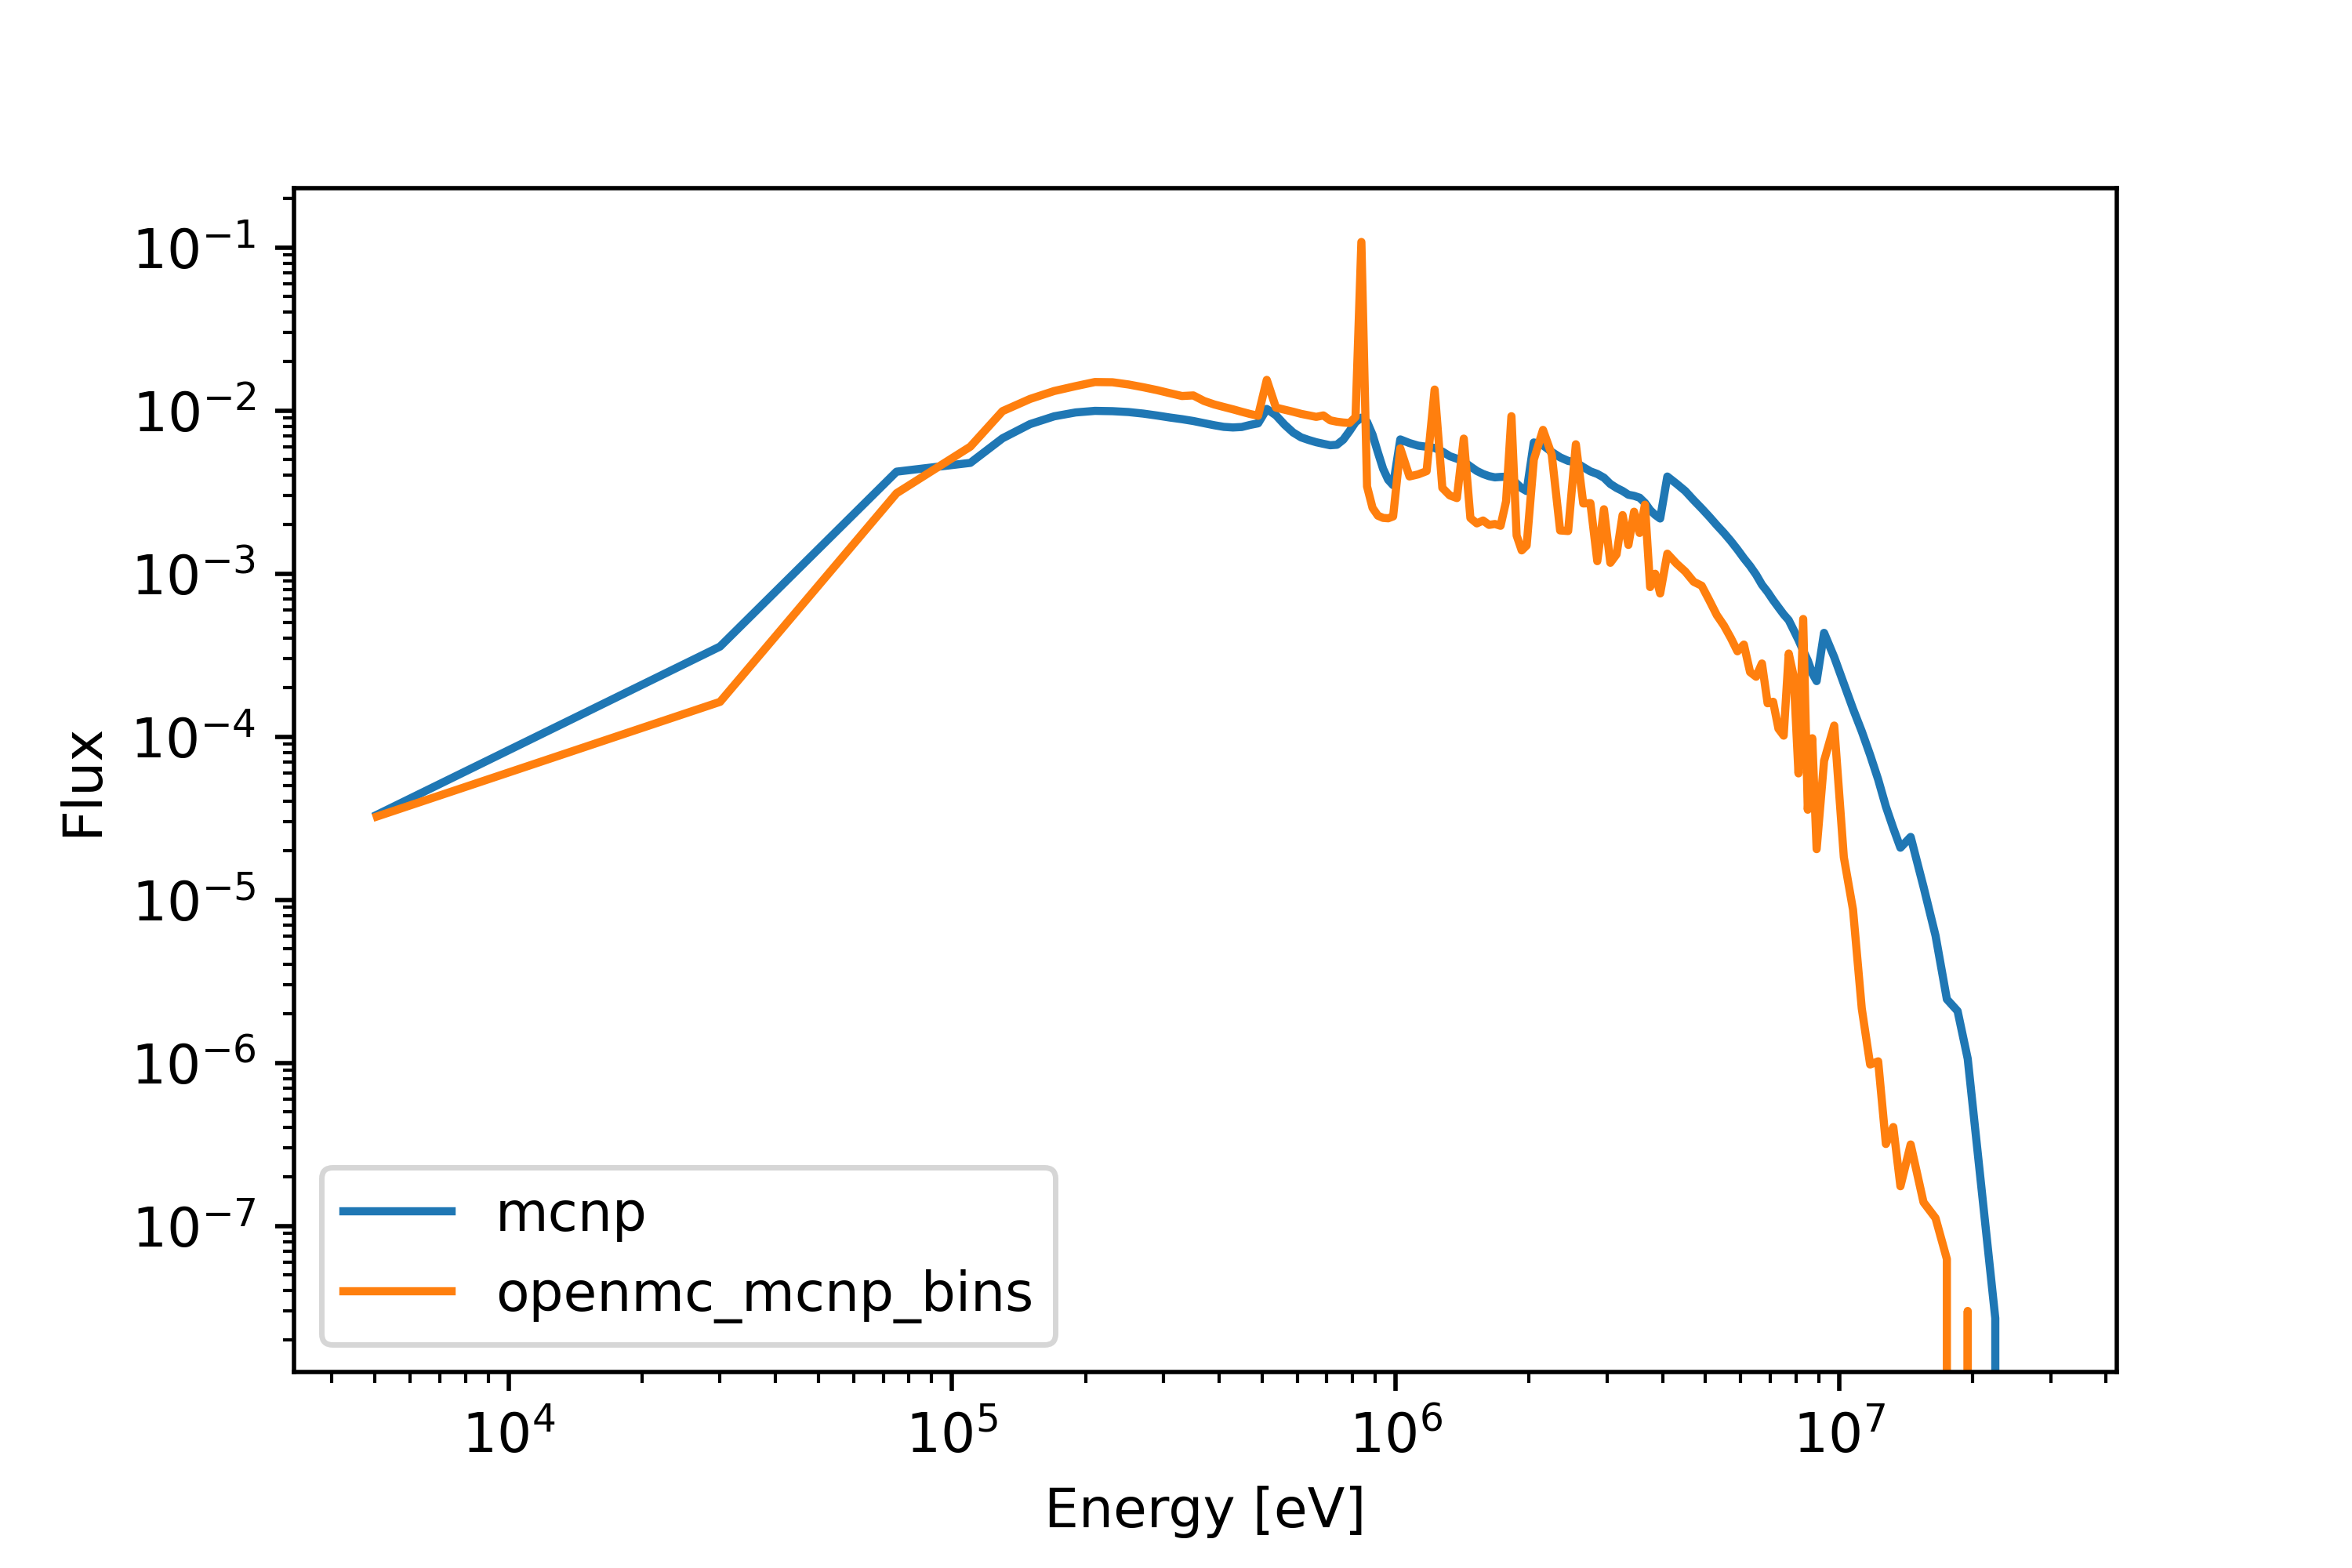 10⁻¹
10⁻²
10⁻³
10⁻⁴
10⁻⁵
10⁻⁶
10⁻⁷
Flux
mcnp
openmc_mcnp_bins
10⁴ 10⁵ 10⁶ 10⁷
Energy [eV]